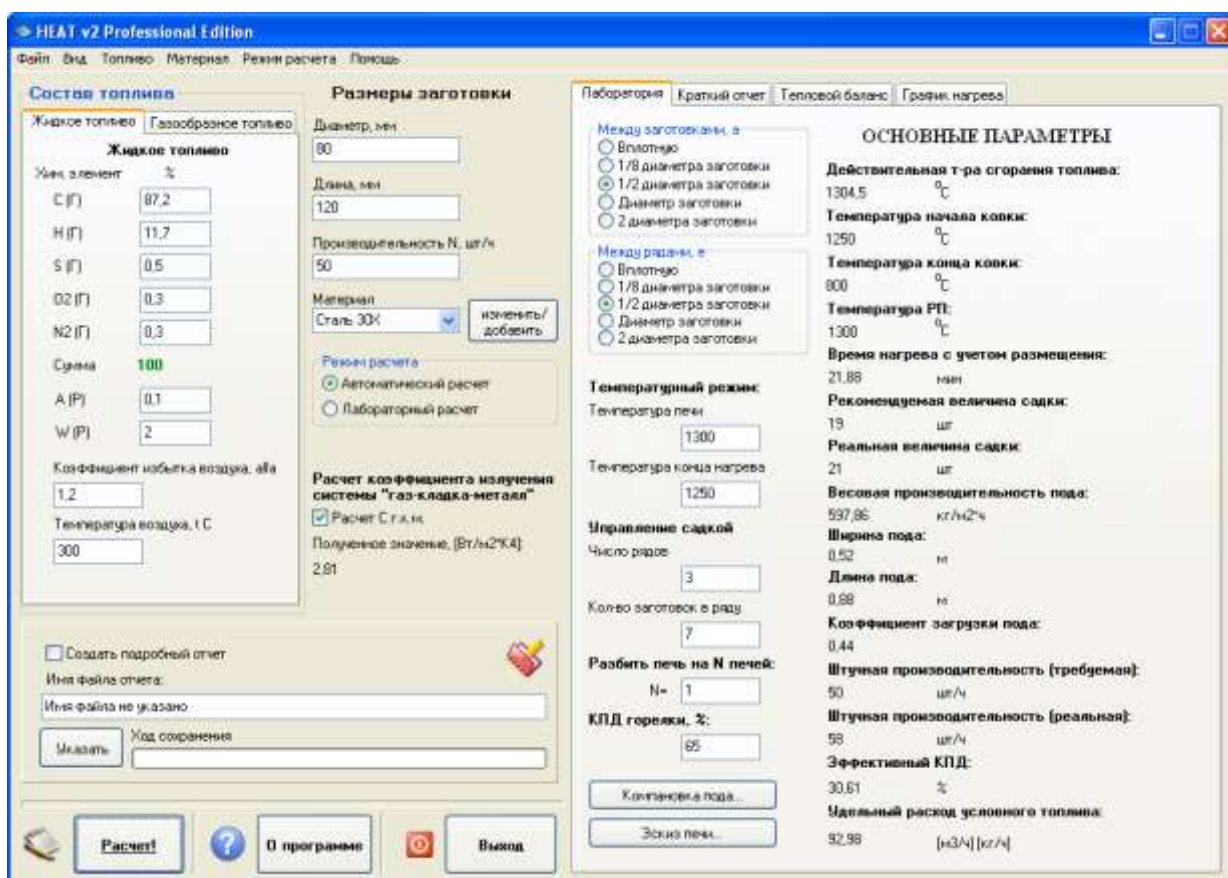 HEAT v2 Professional Edition
Файл Вид Топливо Материал Режим расчета Помощь
Состав топлива
Жидкое топливо Газообразное топливо
Жидкое топливо
Хим. элемент %
C (Г) 87,2
H (Г) 11,7
S (Г) 0,5
O2 (Г) 0,3
N2 (Г) 0,3
Сумма 100
A (P) 0,1
W (P) 2
Коэффициент избытка воздуха, alfa
1,2
Температура воздуха, t C
300
Размеры заготовки
Диаметр, мм
80
Длина, мм
120
Производительность N, шт/ч
50
Материал
Сталь 30К
изменить/
добавить
Режим расчета
Автоматический расчет
Лабораторный расчет
Расчет коэффициента излучения
системы "газ-кладка-металл"
Расчет С г.к.м.
Полученное значение, [Вт/м2*К4]:
2,81
Создать подробный отчет
Имя файла отчета:
Имя файла не указано
Указать
Ход сохранения
Расчет!
О программе
Выход
Лаборатория Краткий отчет Тепловой баланс График нагрева
Между заготовками, а
Вплотную
1/8 диаметра заготовки
1/2 диаметра заготовки
Диаметр заготовки
2 диаметра заготовки
Между рядами, в
Вплотную
1/8 диаметра заготовки
1/2 диаметра заготовки
Диаметр заготовки
2 диаметра заготовки
Температурный режим:
Температура печи
1300
Температура конца нагрева
1250
Управление садкой
Число рядов
3
Кол-во заготовок в ряду
7
Разбить печь на N печей:
N= 1
КПД горелки, %:
65
Компановка пода...
Эскиз печи...
ОСНОВНЫЕ ПАРАМЕТРЫ
Действительная т-ра сгорания топлива:
1304,5 °C
Температура начала ковки:
1250 °C
Температура конца ковки:
800 °C
Температура РП:
1300 °C
Время нагрева с учетом размещения:
21,88 мин
Рекомендуемая величина садки:
19 шт
Реальная величина садки:
21 шт
Весовая производительность пода:
597,86 кг/м2*ч
Ширина пода:
0,52 м
Длина пода:
0,88 м
Коэффициент загрузки пода:
0,44
Штучная производительность (требуемая):
50 шт/ч
Штучная производительность (реальная):
58 шт/ч
Эффективный КПД:
30,61 %
Удельный расход условного топлива:
92,98 [м3/ч] [кг/ч]